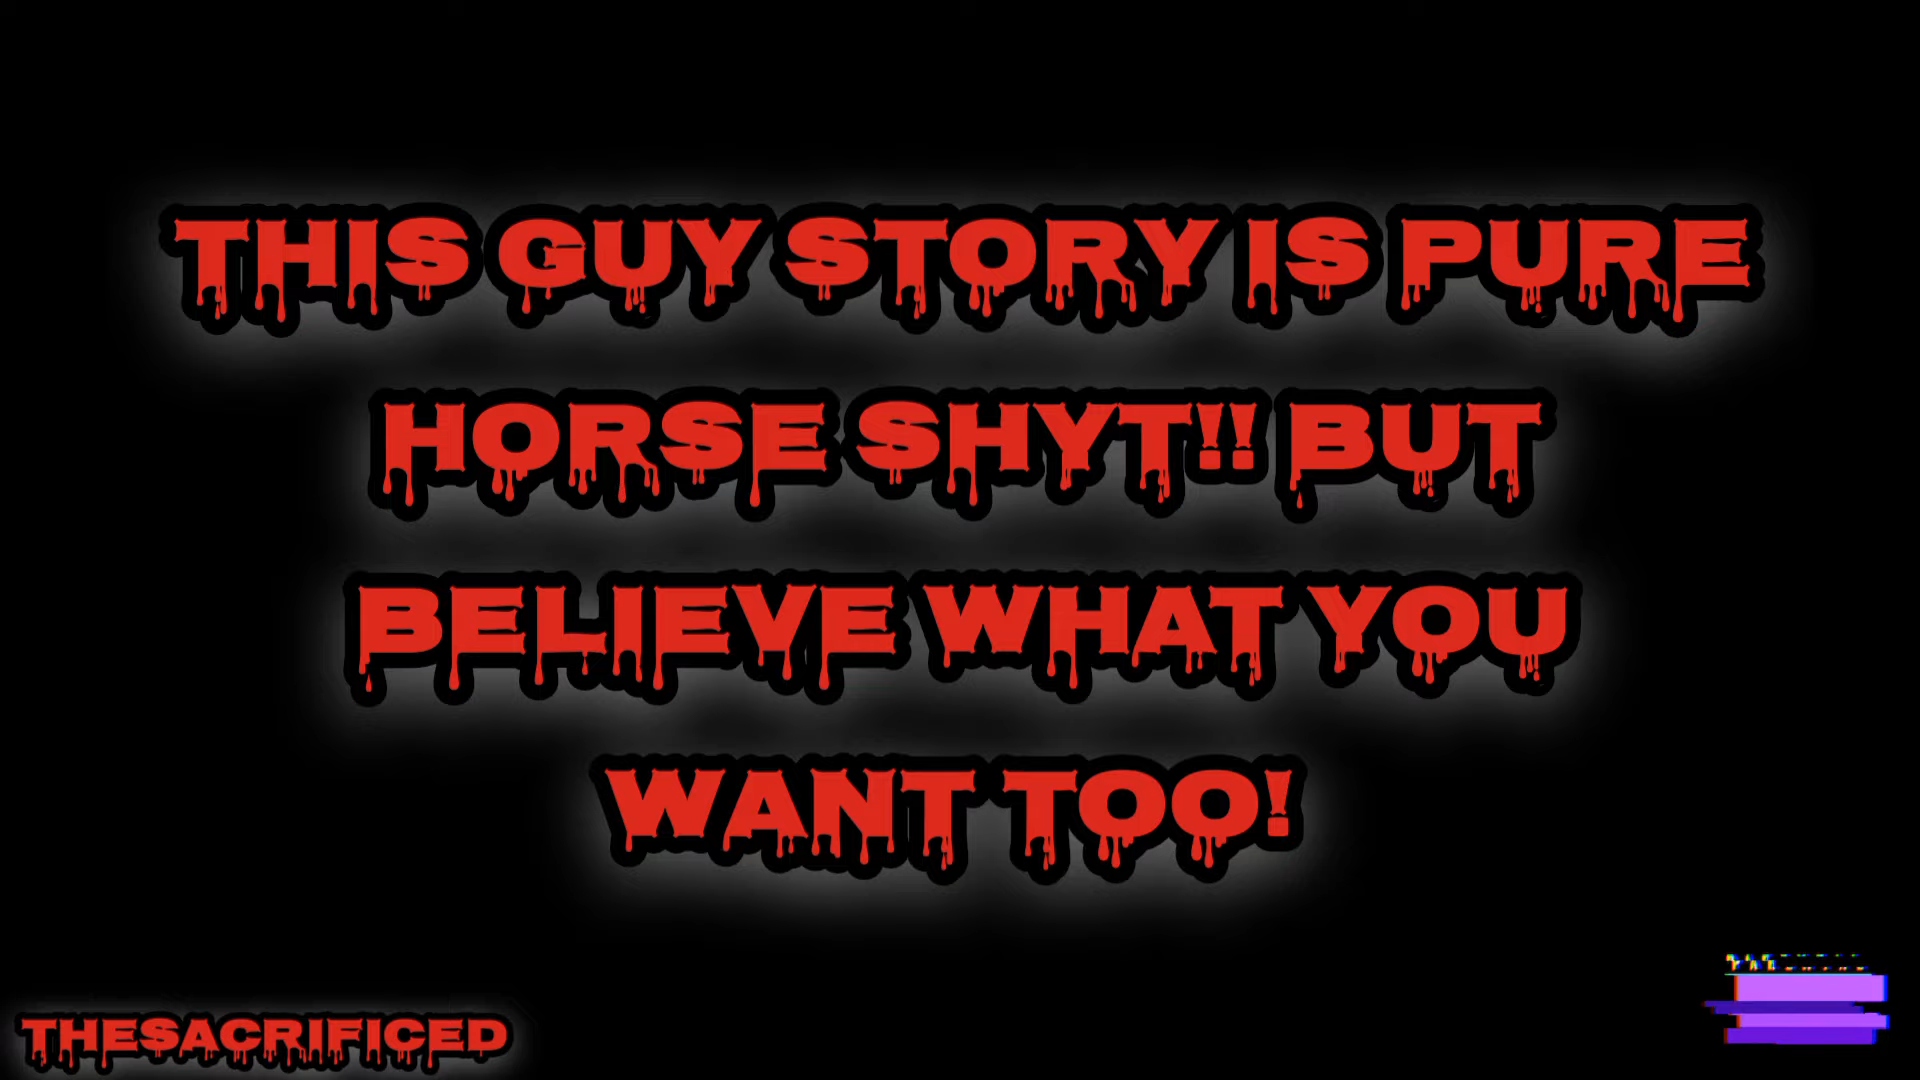 THIS GUY STORY IS PURE
HORSE SHYT!! BUT
BELIEVE WHAT YOU
WANT TOO!
THESACRIFICED